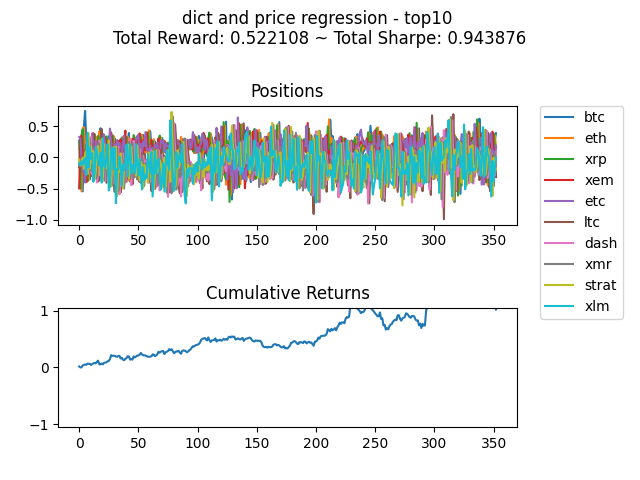 dict and price regression - top10
Total Reward: 0.522108 ~ Total Sharpe: 0.943876
Positions
0.5
0.0
−0.5
−1.0
0 50 100 150 200 250 300 350
btc
eth
xrp
xem
etc
ltc
dash
xmr
strat
xlm
Cumulative Returns
1
0
−1
0 50 100 150 200 250 300 350